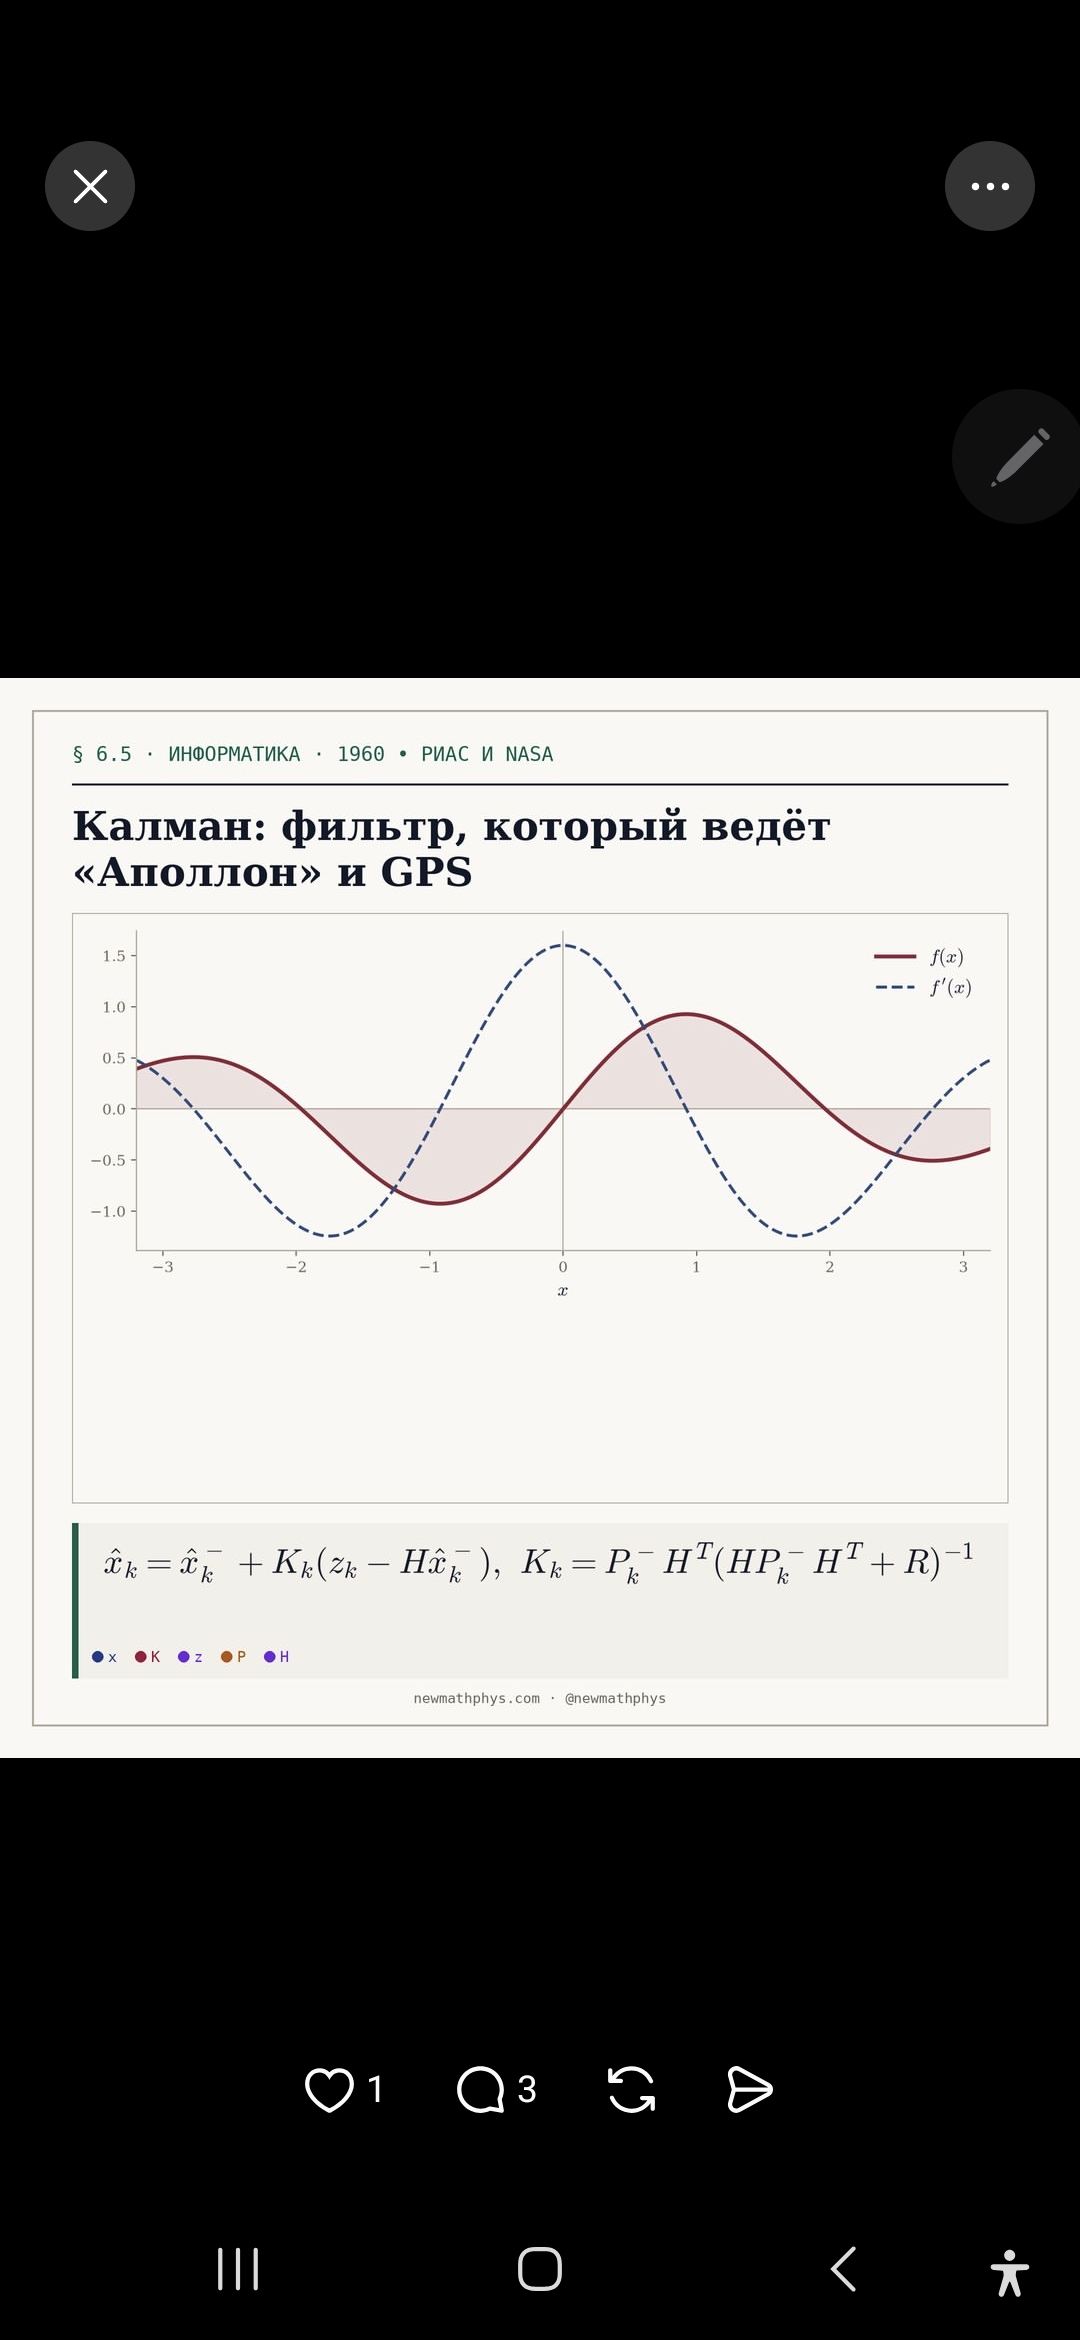 § 6.5 · ИНФОРМАТИКА · 1960 • РИАС И NASA
Калман: фильтр, который ведёт
«Аполлон» и GPS
1.5
1.0
0.5
0.0
−0.5
−1.0
f(x)
f′(x)
−3 −2 −1 0 1 2 3
x
x̂ₖ = x̂ₖ⁻ + Kₖ(zₖ − Hx̂ₖ⁻), Kₖ = Pₖ⁻Hᵀ(HPₖ⁻Hᵀ + R)⁻¹
x K z P H
newmathphys.com · @newmathphys
1 3